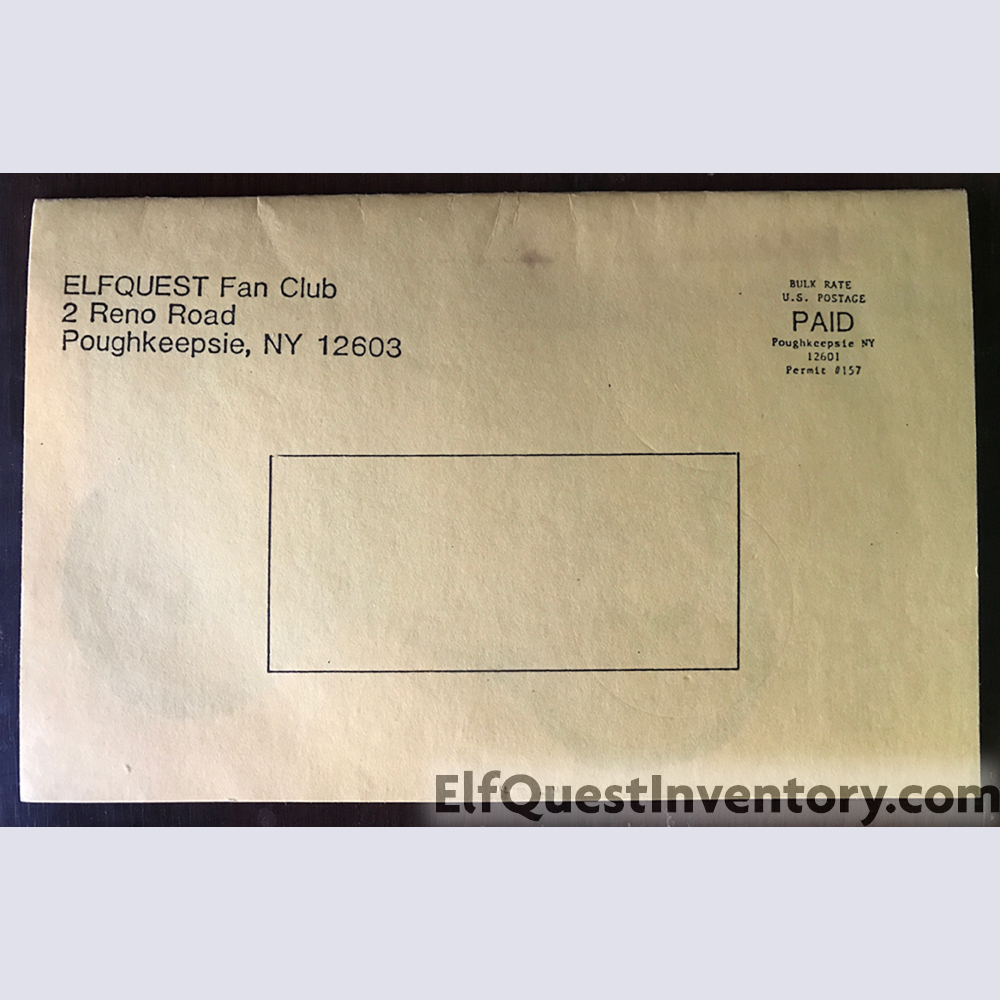 ELFQUEST Fan Club
2 Reno Road
Poughkeepsie, NY 12603
BULK RATE
U.S. POSTAGE
PAID
Poughkeepsie NY
12601
Permit #157
ElfQuestInventory.com